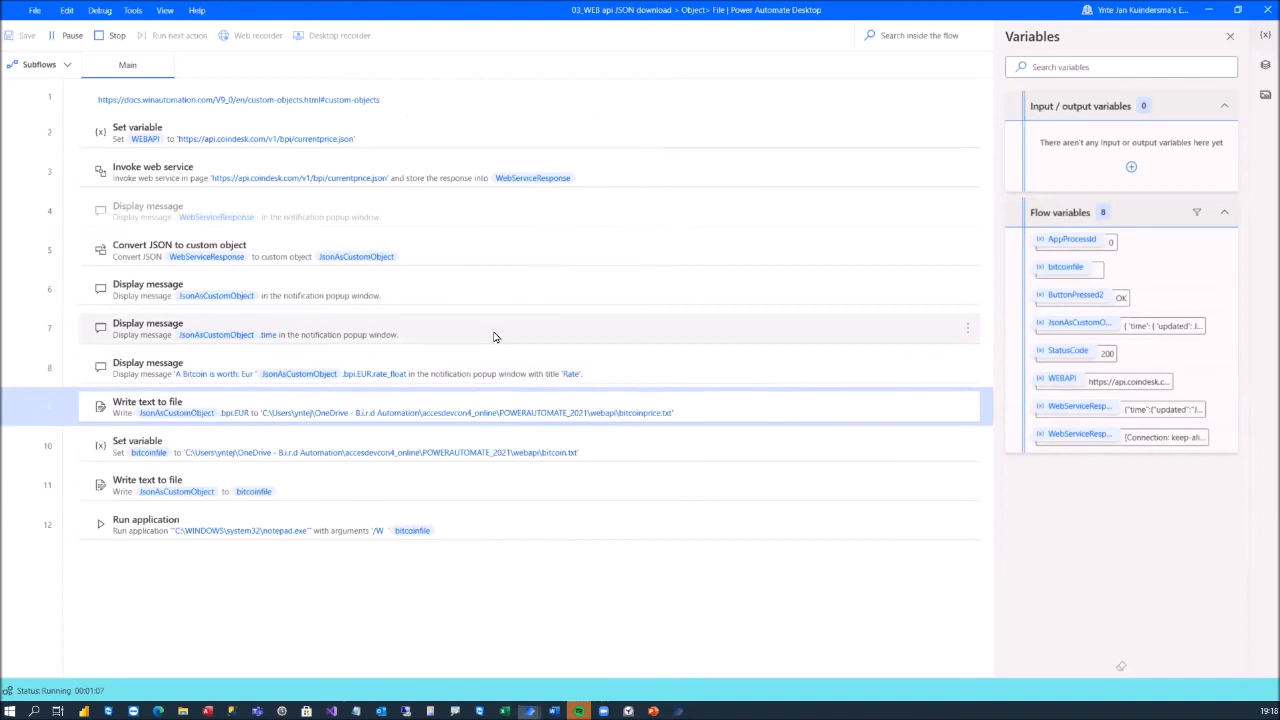 File Edit Debug Tools View Help
03_WEB api JSON download > Object> File | Power Automate Desktop
Ynte Jan Kuindersma's E...
Save Pause Stop Run next action Web recorder Desktop recorder
Search inside the flow
Subflows
Main
1
https://docs.winautomation.com/V9_0/en/custom-objects.html#custom-objects
2
Set variable
Set WEBAPI to 'https://api.coindesk.com/v1/bpi/currentprice.json'
3
Invoke web service
Invoke web service in page 'https://api.coindesk.com/v1/bpi/currentprice.json' and store the response into WebServiceResponse
4
Display message
Display message WebServiceResponse in the notification popup window.
5
Convert JSON to custom object
Convert JSON WebServiceResponse to custom object JsonAsCustomObject
6
Display message
Display message JsonAsCustomObject in the notification popup window.
7
Display message
Display message JsonAsCustomObject .time in the notification popup window.
8
Display message
Display message 'A Bitcoin is worth: Eur ' JsonAsCustomObject .bpi.EUR.rate_float in the notification popup window with title 'Rate'.
Write text to file
Write JsonAsCustomObject .bpi.EUR to 'C:\Users\yntej\OneDrive - B.i.r.d Automation\accesdevcon4_online\POWERAUTOMATE_2021\webapi\bitcoinprice.txt'
10
Set variable
Set bitcoinfile to 'C:\Users\yntej\OneDrive - B.i.r.d Automation\accesdevcon4_online\POWERAUTOMATE_2021\webapi\bitcoin.txt'
11
Write text to file
Write JsonAsCustomObject to bitcoinfile
12
Run application
Run application '"C:\WINDOWS\system32\notepad.exe"' with arguments '/W ' bitcoinfile
Variables
Search variables
Input / output variables 0
There aren't any input or output variables here yet
Flow variables 8
(x) AppProcessId 0
(x) bitcoinfile
(x) ButtonPressed2 OK
(x) JsonAsCustomO... { 'time': { 'updated': J...
(x) StatusCode 200
(x) WEBAPI https://api.coindesk.c...
(x) WebServiceResp... {"time":{"updated":"J...
(x) WebServiceResp... [Connection: keep-ali...
Status: Running 00:01:07
19:18